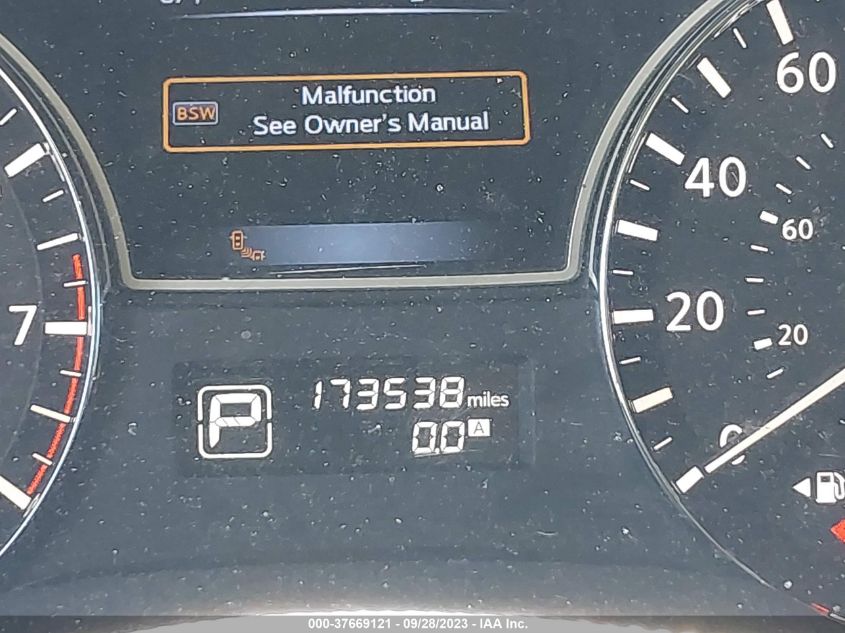 Malfunction
BSW
See Owner's Manual
60
40
60
20
20
0
7
P
173538 miles
0.0 A
000-37669121 - 09/28/2023 - IAA Inc.